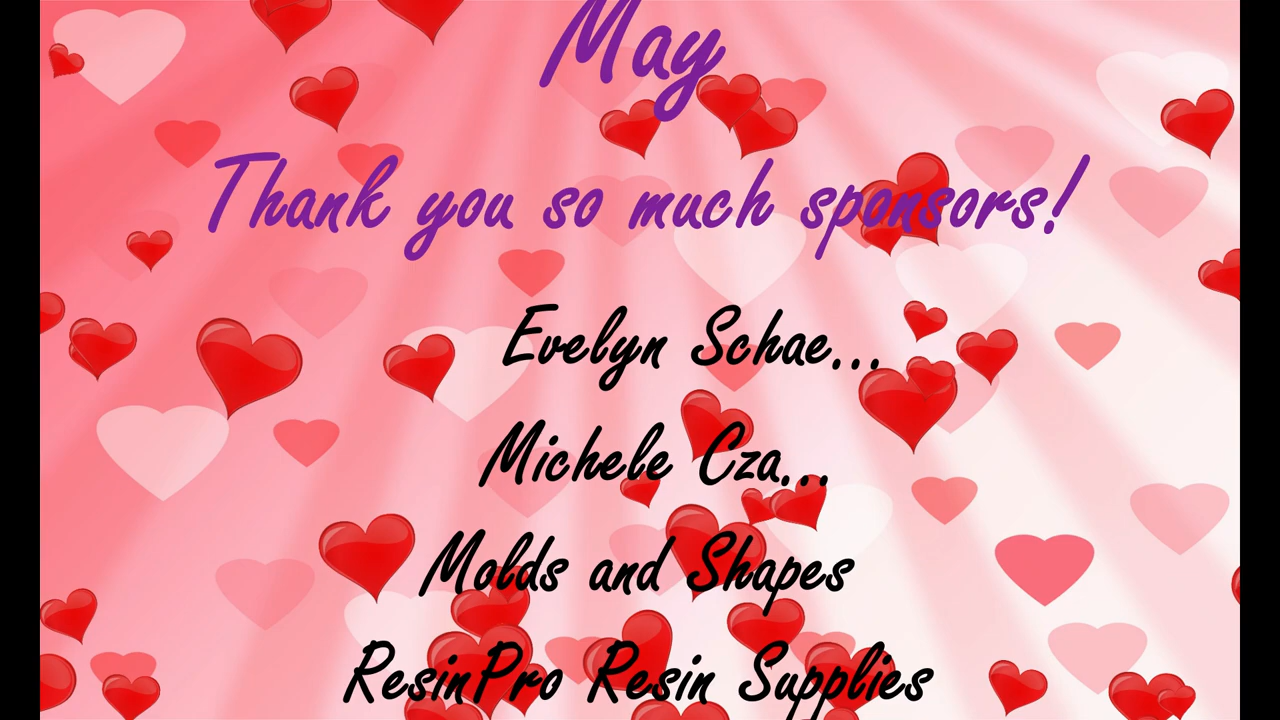 May
Thank you so much sponsors!
Evelyn Schae...
Michele Cza...
Molds and Shapes
ResinPro Resin Supplies